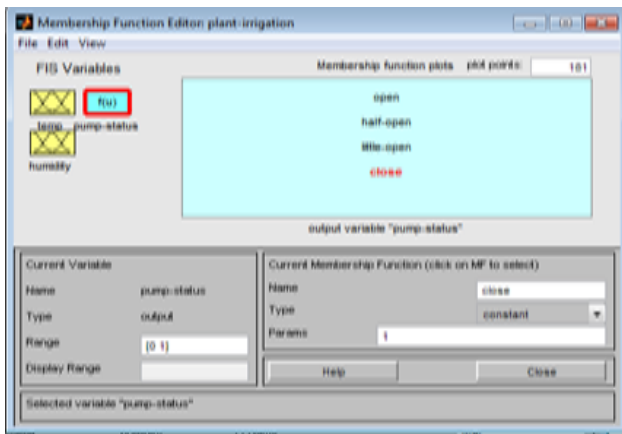 Membership Function Editor: plant-irrigation
File Edit View
FIS Variables
Membership function plots plot points: 181
f(u)
temp pump-status
humidity
open
half-open
little-open
close
output variable "pump-status"
Current Variable
Name pump-status
Type output
Range [0 1]
Display Range
Current Membership Function (click on MF to select)
Name close
Type constant
Params 1
Help Close
Selected variable "pump-status"